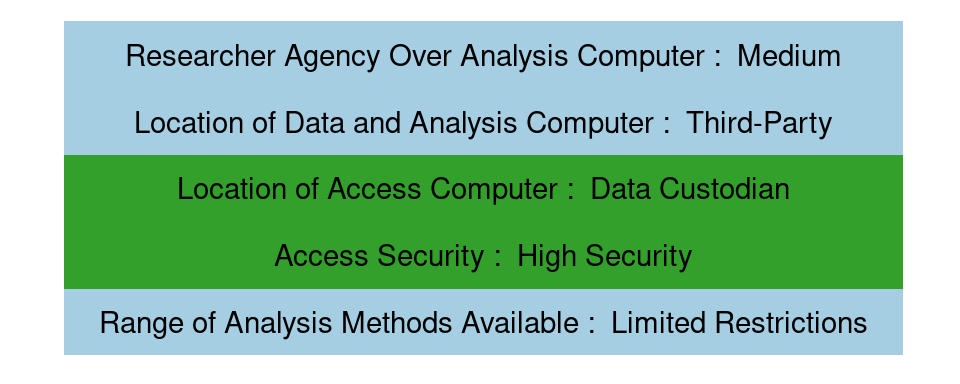 Researcher Agency Over Analysis Computer :  Medium
Location of Data and Analysis Computer :  Third-Party
Location of Access Computer :  Data Custodian
Access Security :  High Security
Range of Analysis Methods Available :  Limited Restrictions